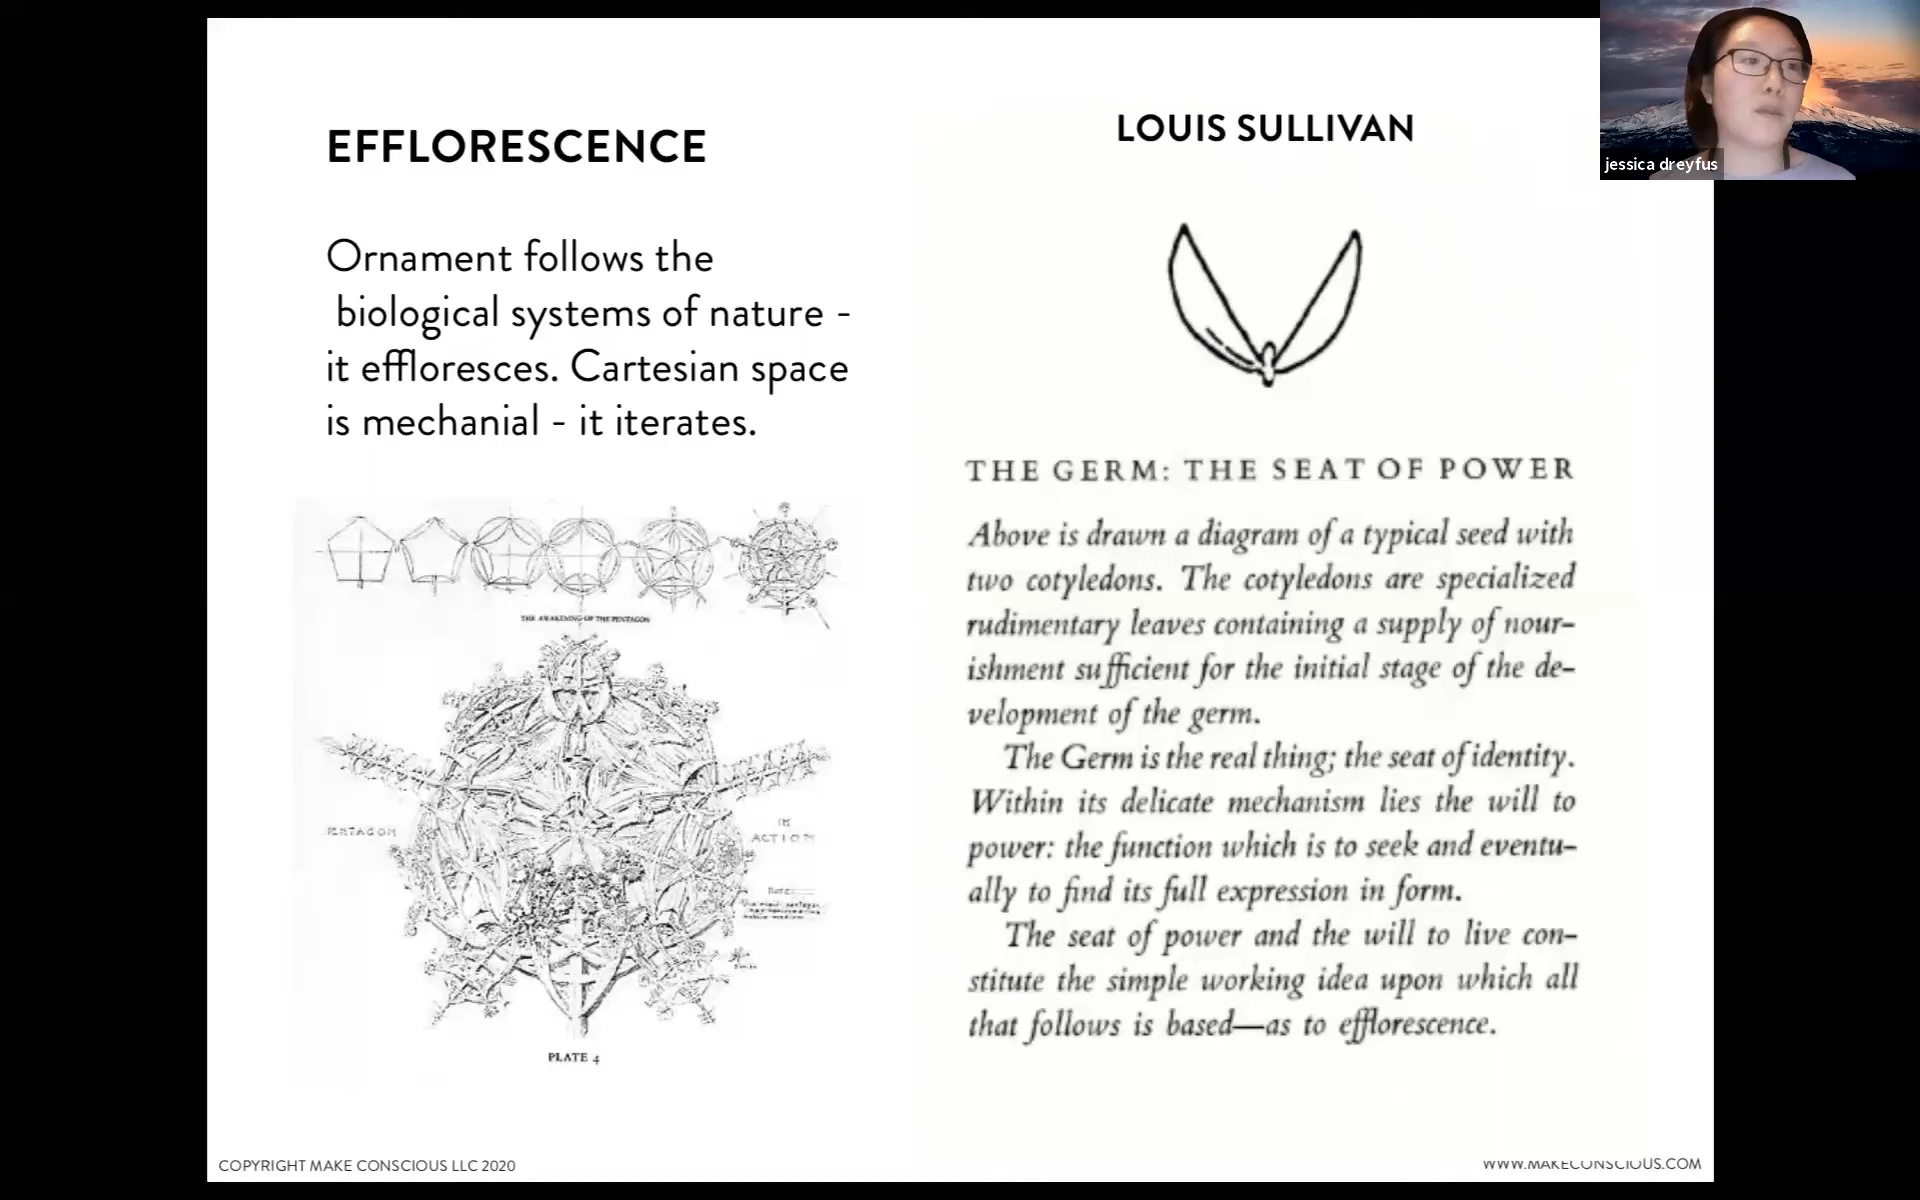 EFFLORESCENCE
Ornament follows the
biological systems of nature -
it effloresces. Cartesian space
is mechanial - it iterates.
THE AWAKENING OF THE PENTAGON
PENTAGON
IN
ACTION
PLATE 4
LOUIS SULLIVAN
THE GERM: THE SEAT OF POWER
Above is drawn a diagram of a typical seed with
two cotyledons. The cotyledons are specialized
rudimentary leaves containing a supply of nour-
ishment sufficient for the initial stage of the de-
velopment of the germ.
The Germ is the real thing; the seat of identity.
Within its delicate mechanism lies the will to
power: the function which is to seek and eventu-
ally to find its full expression in form.
The seat of power and the will to live con-
stitute the simple working idea upon which all
that follows is based—as to efflorescence.
jessica dreyfus
COPYRIGHT MAKE CONSCIOUS LLC 2020
WWW.MAKECONSCIOUS.COM